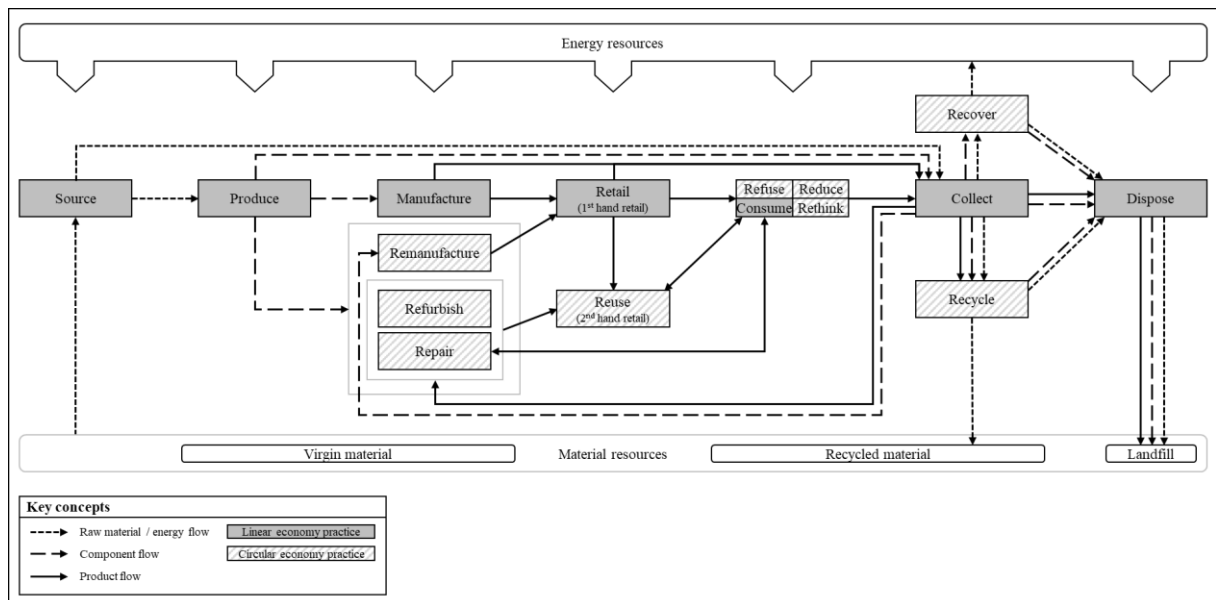 Energy resources
Recover
Source
Produce
Manufacture
Retail
(1st hand retail)
Refuse
Reduce
Consume
Rethink
Collect
Dispose
Remanufacture
Refurbish
Repair
Reuse
(2nd hand retail)
Recycle
Virgin material
Material resources
Recycled material
Landfill
Key concepts
Raw material / energy flow
Linear economy practice
Component flow
Circular economy practice
Product flow